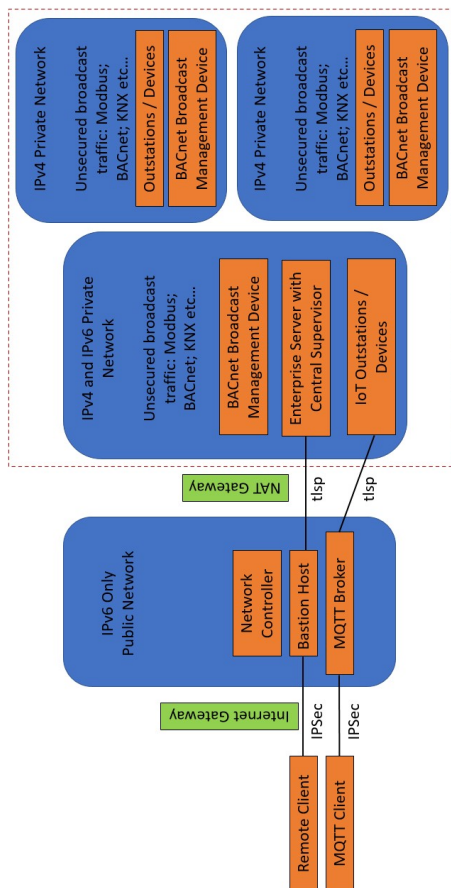 Remote Client
MQTT Client
Internet Gateway
IPSec
IPSec
IPv6 Only
Public Network
Network
Controller
Bastion Host
MQTT Broker
NAT Gateway
tlsp
tlsp
IPv4 and IPv6 Private
Network
Unsecured broadcast
traffic: Modbus;
BACnet; KNX etc...
BACnet Broadcast
Management Device
Enterprise Server with
Central Supervisor
IoT Outstations /
Devices
IPv4 Private Network
Unsecured broadcast
traffic: Modbus;
BACnet; KNX etc...
Outstations / Devices
BACnet Broadcast
Management Device
IPv4 Private Network
Unsecured broadcast
traffic: Modbus;
BACnet; KNX etc...
Outstations / Devices
BACnet Broadcast
Management Device